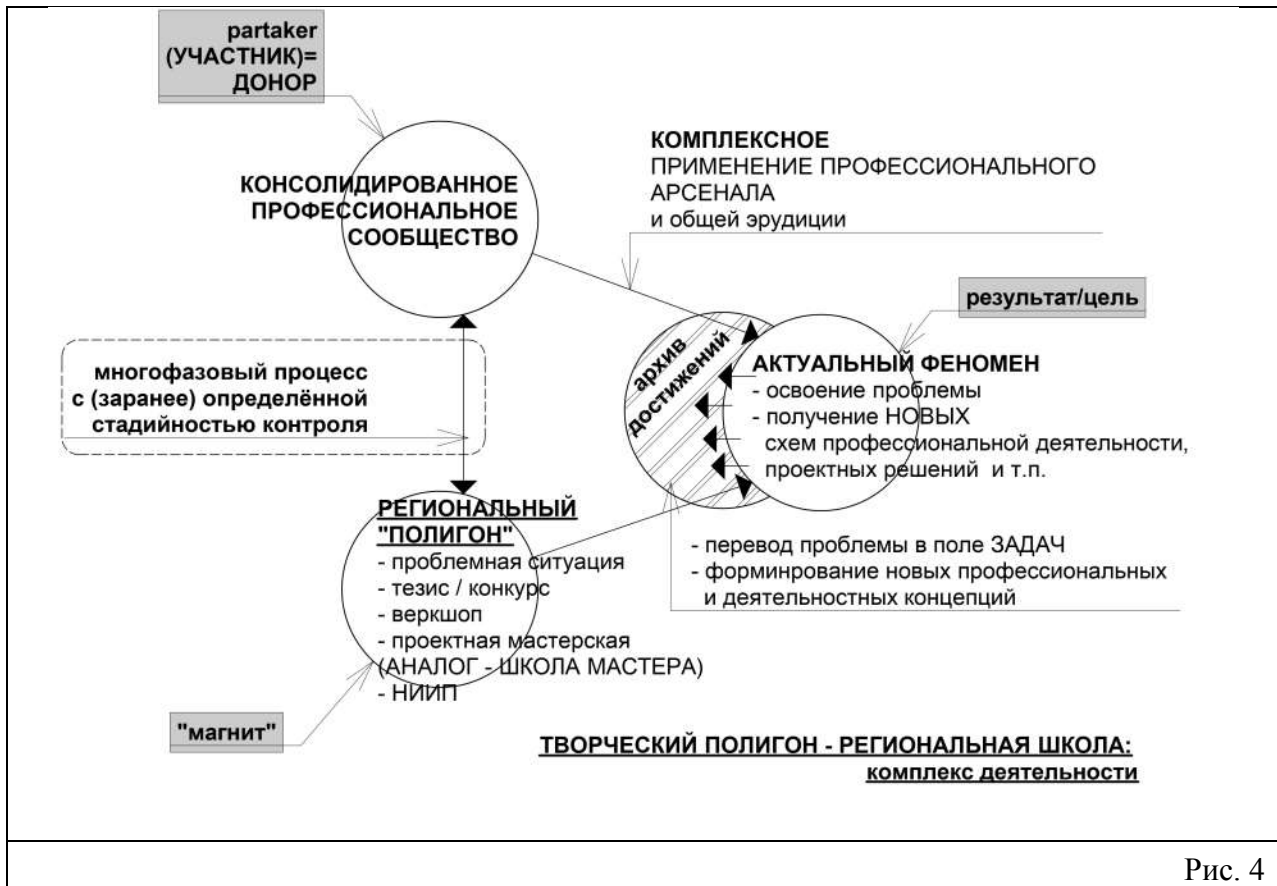 partaker
(УЧАСТНИК)=
ДОНОР
КОНСОЛИДИРОВАННОЕ
ПРОФЕССИОНАЛЬНОЕ
СООБЩЕСТВО
КОМПЛЕКСНОЕ
ПРИМЕНЕНИЕ ПРОФЕССИОНАЛЬНОГО
АРСЕНАЛА
и общей эрудиции
результат/цель
многофазовый процесс
с (заранее) определённой
стадийностью контроля
архив
достижений
АКТУАЛЬНЫЙ ФЕНОМЕН
- освоение проблемы
- получение НОВЫХ
схем профессиональной деятельности,
проектных решений и т.п.
РЕГИОНАЛЬНЫЙ
"ПОЛИГОН"
- проблемная ситуация
- тезис / конкурс
- веркшоп
- проектная мастерская
(АНАЛОГ - ШКОЛА МАСТЕРА)
- НИИП
- перевод проблемы в поле ЗАДАЧ
- форминрование новых профессиональных
и деятельностных концепций
"магнит"
ТВОРЧЕСКИЙ ПОЛИГОН - РЕГИОНАЛЬНАЯ ШКОЛА:
комплекс деятельности
Рис. 4